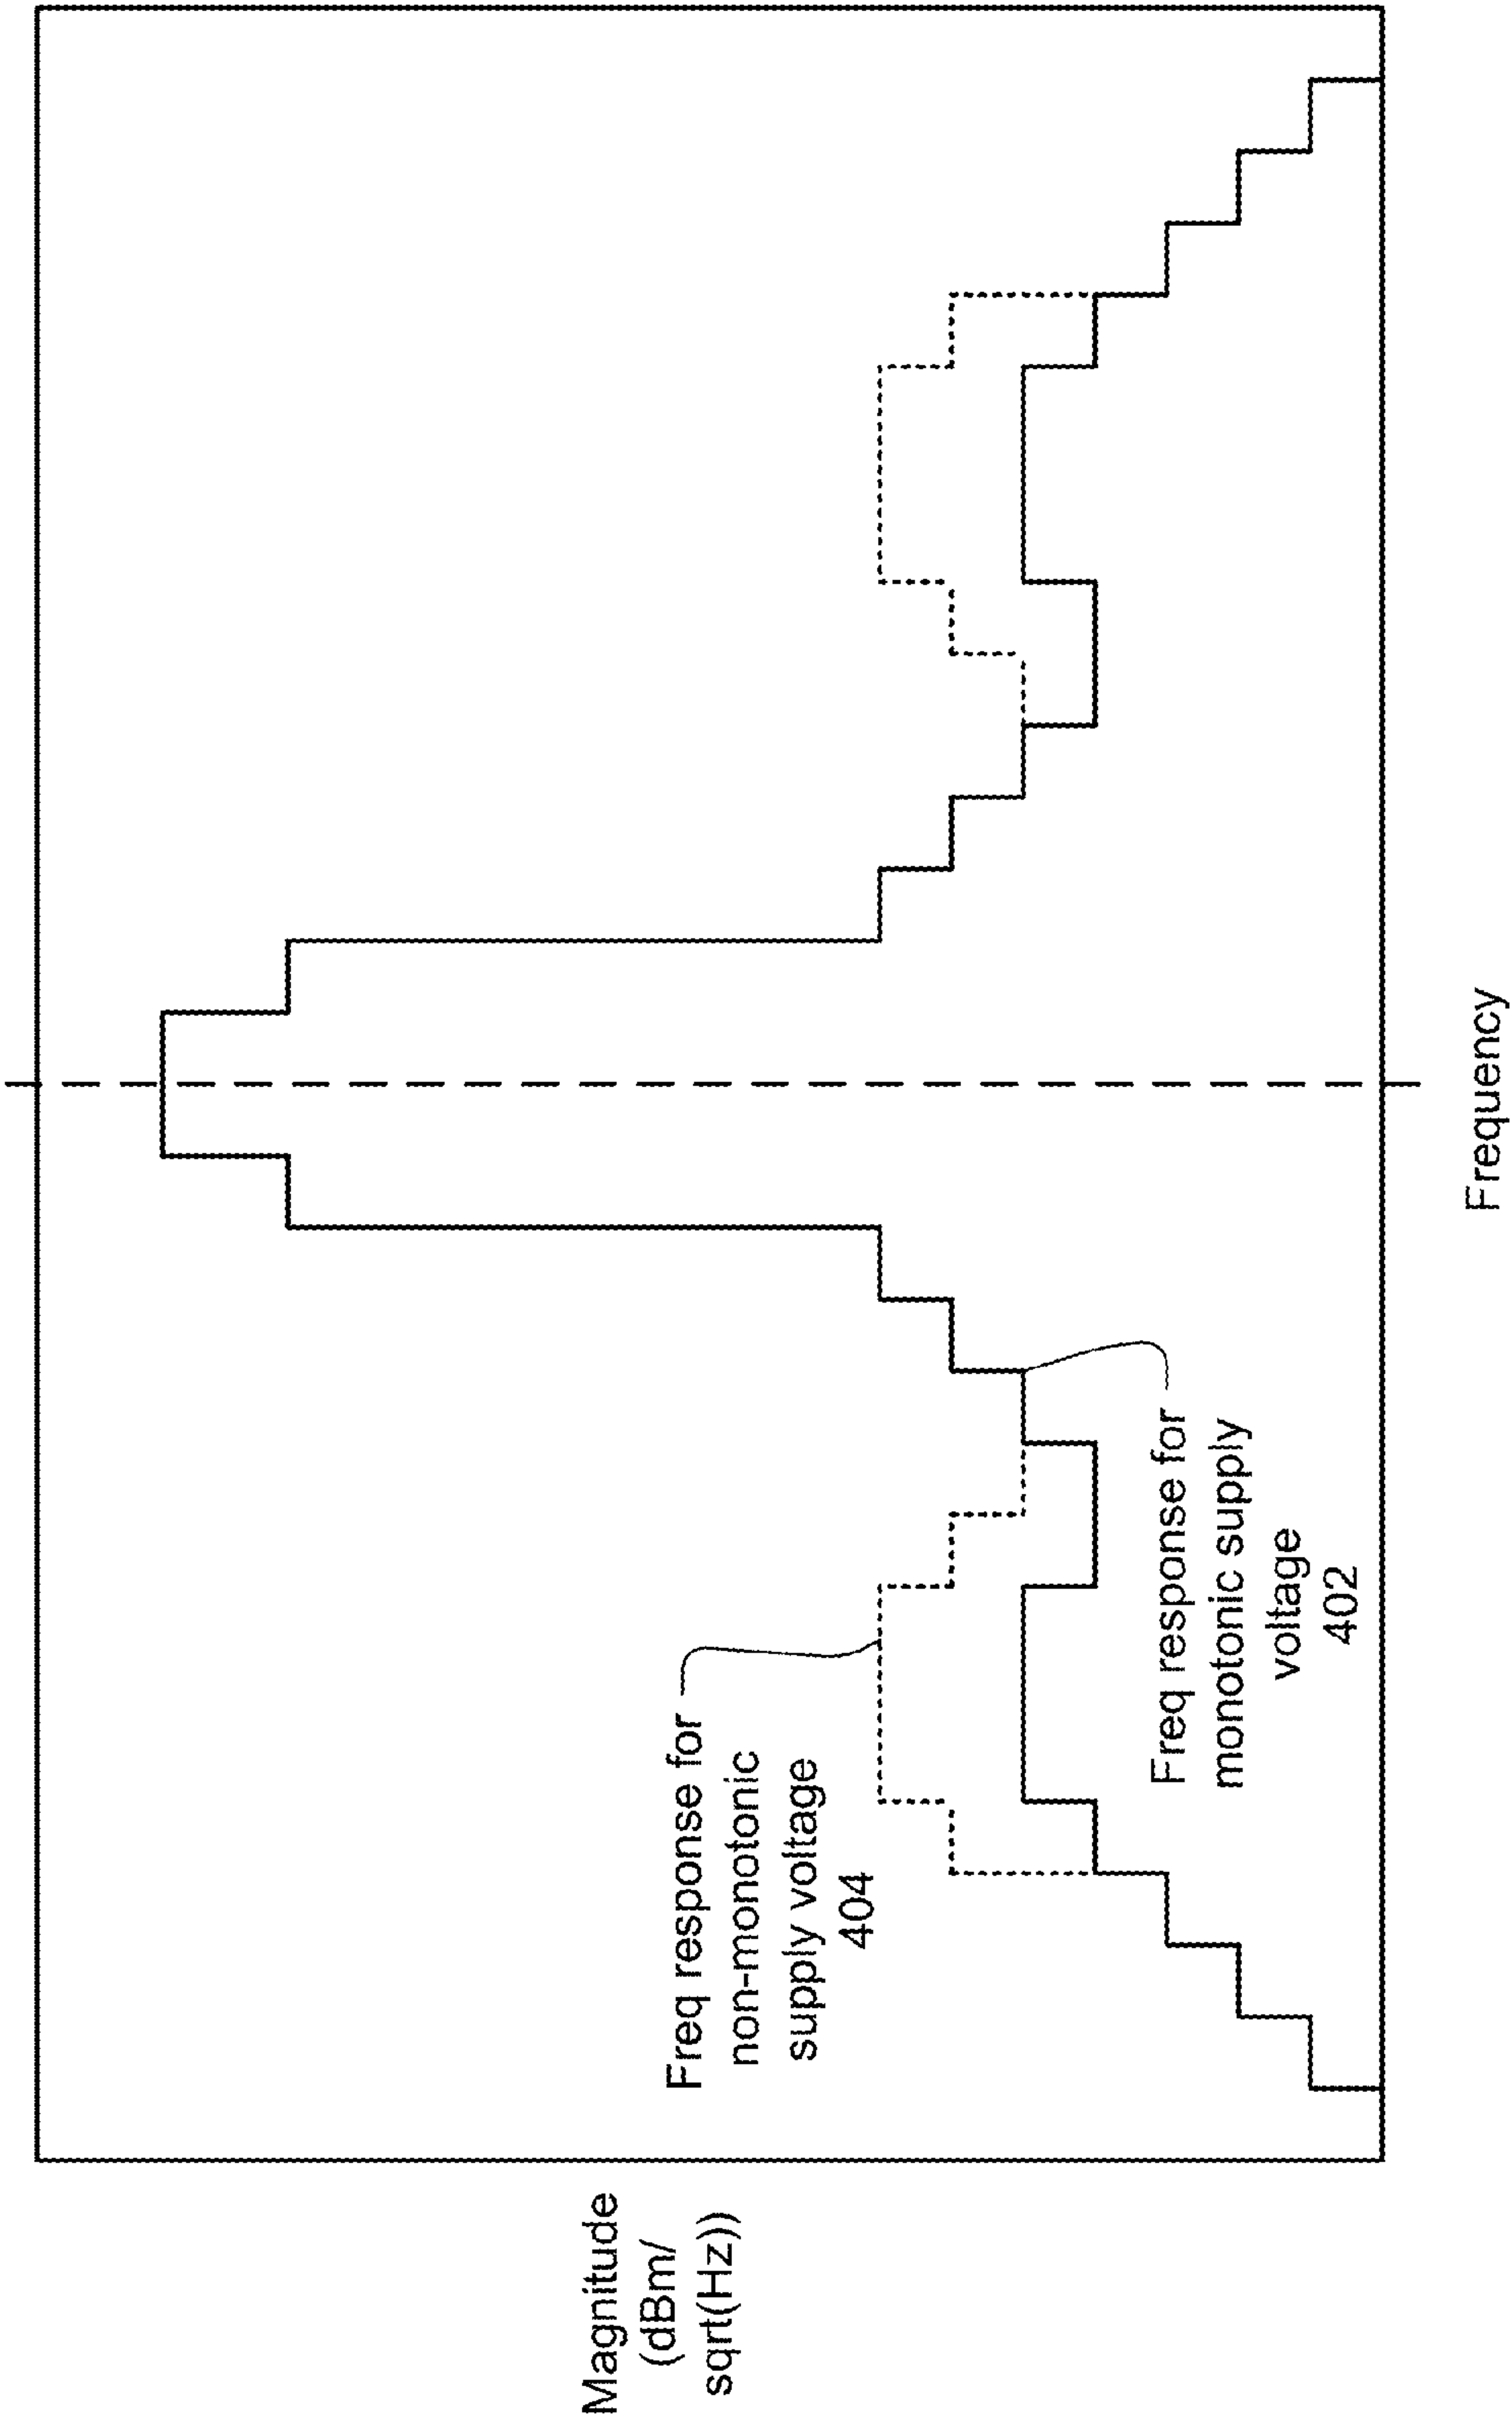 Magnitude
(dBm/
sqrt(Hz))
Freq response for
non-monotonic
supply voltage
404
Freq response for
monotonic supply
voltage
402
Frequency